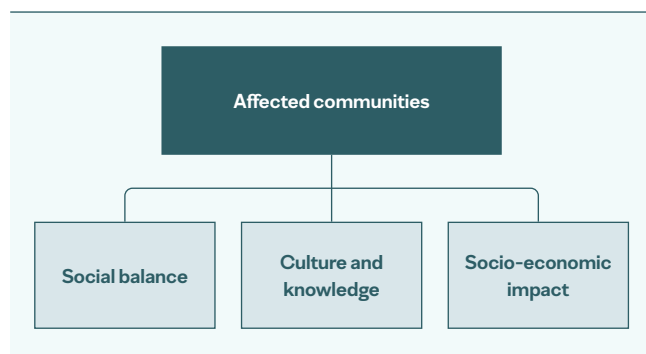 Affected communities
Social balance
Culture and
knowledge
Socio-economic
impact